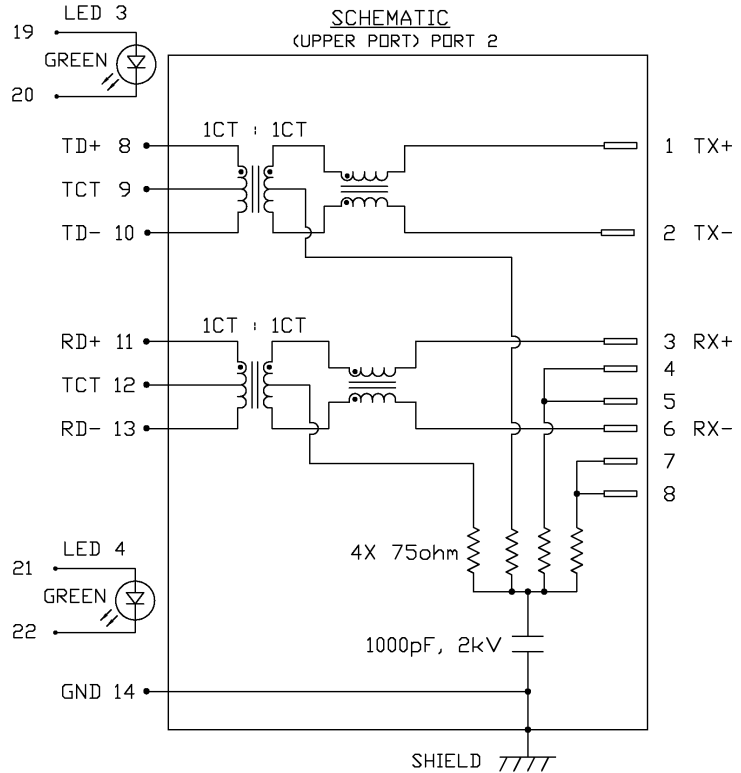 SCHEMATIC
(UPPER PORT) PORT 2
LED 3
19
GREEN
20
1CT : 1CT
TD+ 8
TCT 9
TD- 10
1 TX+
2 TX-
1CT : 1CT
RD+ 11
TCT 12
RD- 13
3 RX+
4
5
6 RX-
7
8
4X 75ohm
LED 4
21
GREEN
22
1000pF, 2kV
GND 14
SHIELD